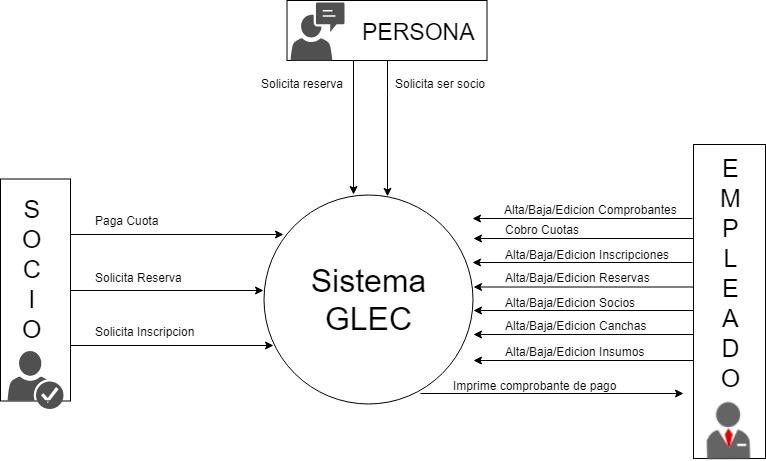 PERSONA
Solicita reserva
Solicita ser socio
SOCIO
Paga Cuota
Solicita Reserva
Solicita Inscripcion
Sistema
GLEC
Alta/Baja/Edicion Comprobantes
Cobro Cuotas
Alta/Baja/Edicion Inscripciones
Alta/Baja/Edicion Reservas
Alta/Baja/Edicion Socios
Alta/Baja/Edicion Canchas
Alta/Baja/Edicion Insumos
Imprime comprobante de pago
EMPLEADO